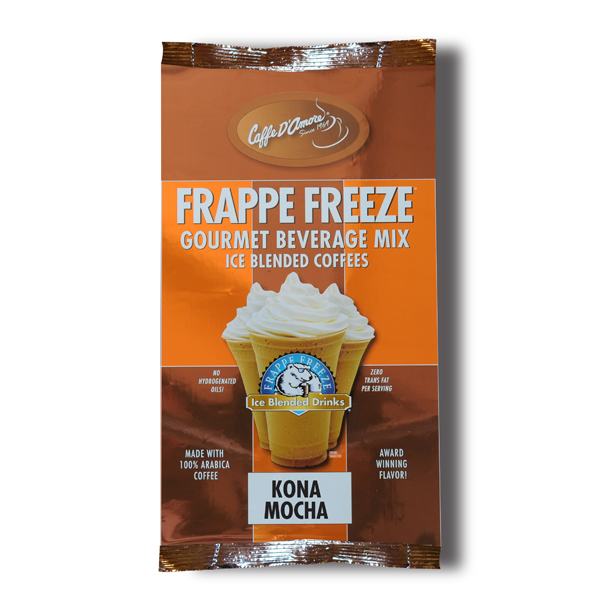 Caffe D'Amore®
Since 1969
FRAPPE FREEZE
GOURMET BEVERAGE MIX
ICE BLENDED COFFEES
NO
HYDROGENATED
OILS!
ZERO
TRANS FAT
PER SERVING
FRAPPE FREEZE
Ice Blended Drinks
MADE WITH
100% ARABICA
COFFEE
AWARD
WINNING
FLAVOR!
KONA
MOCHA